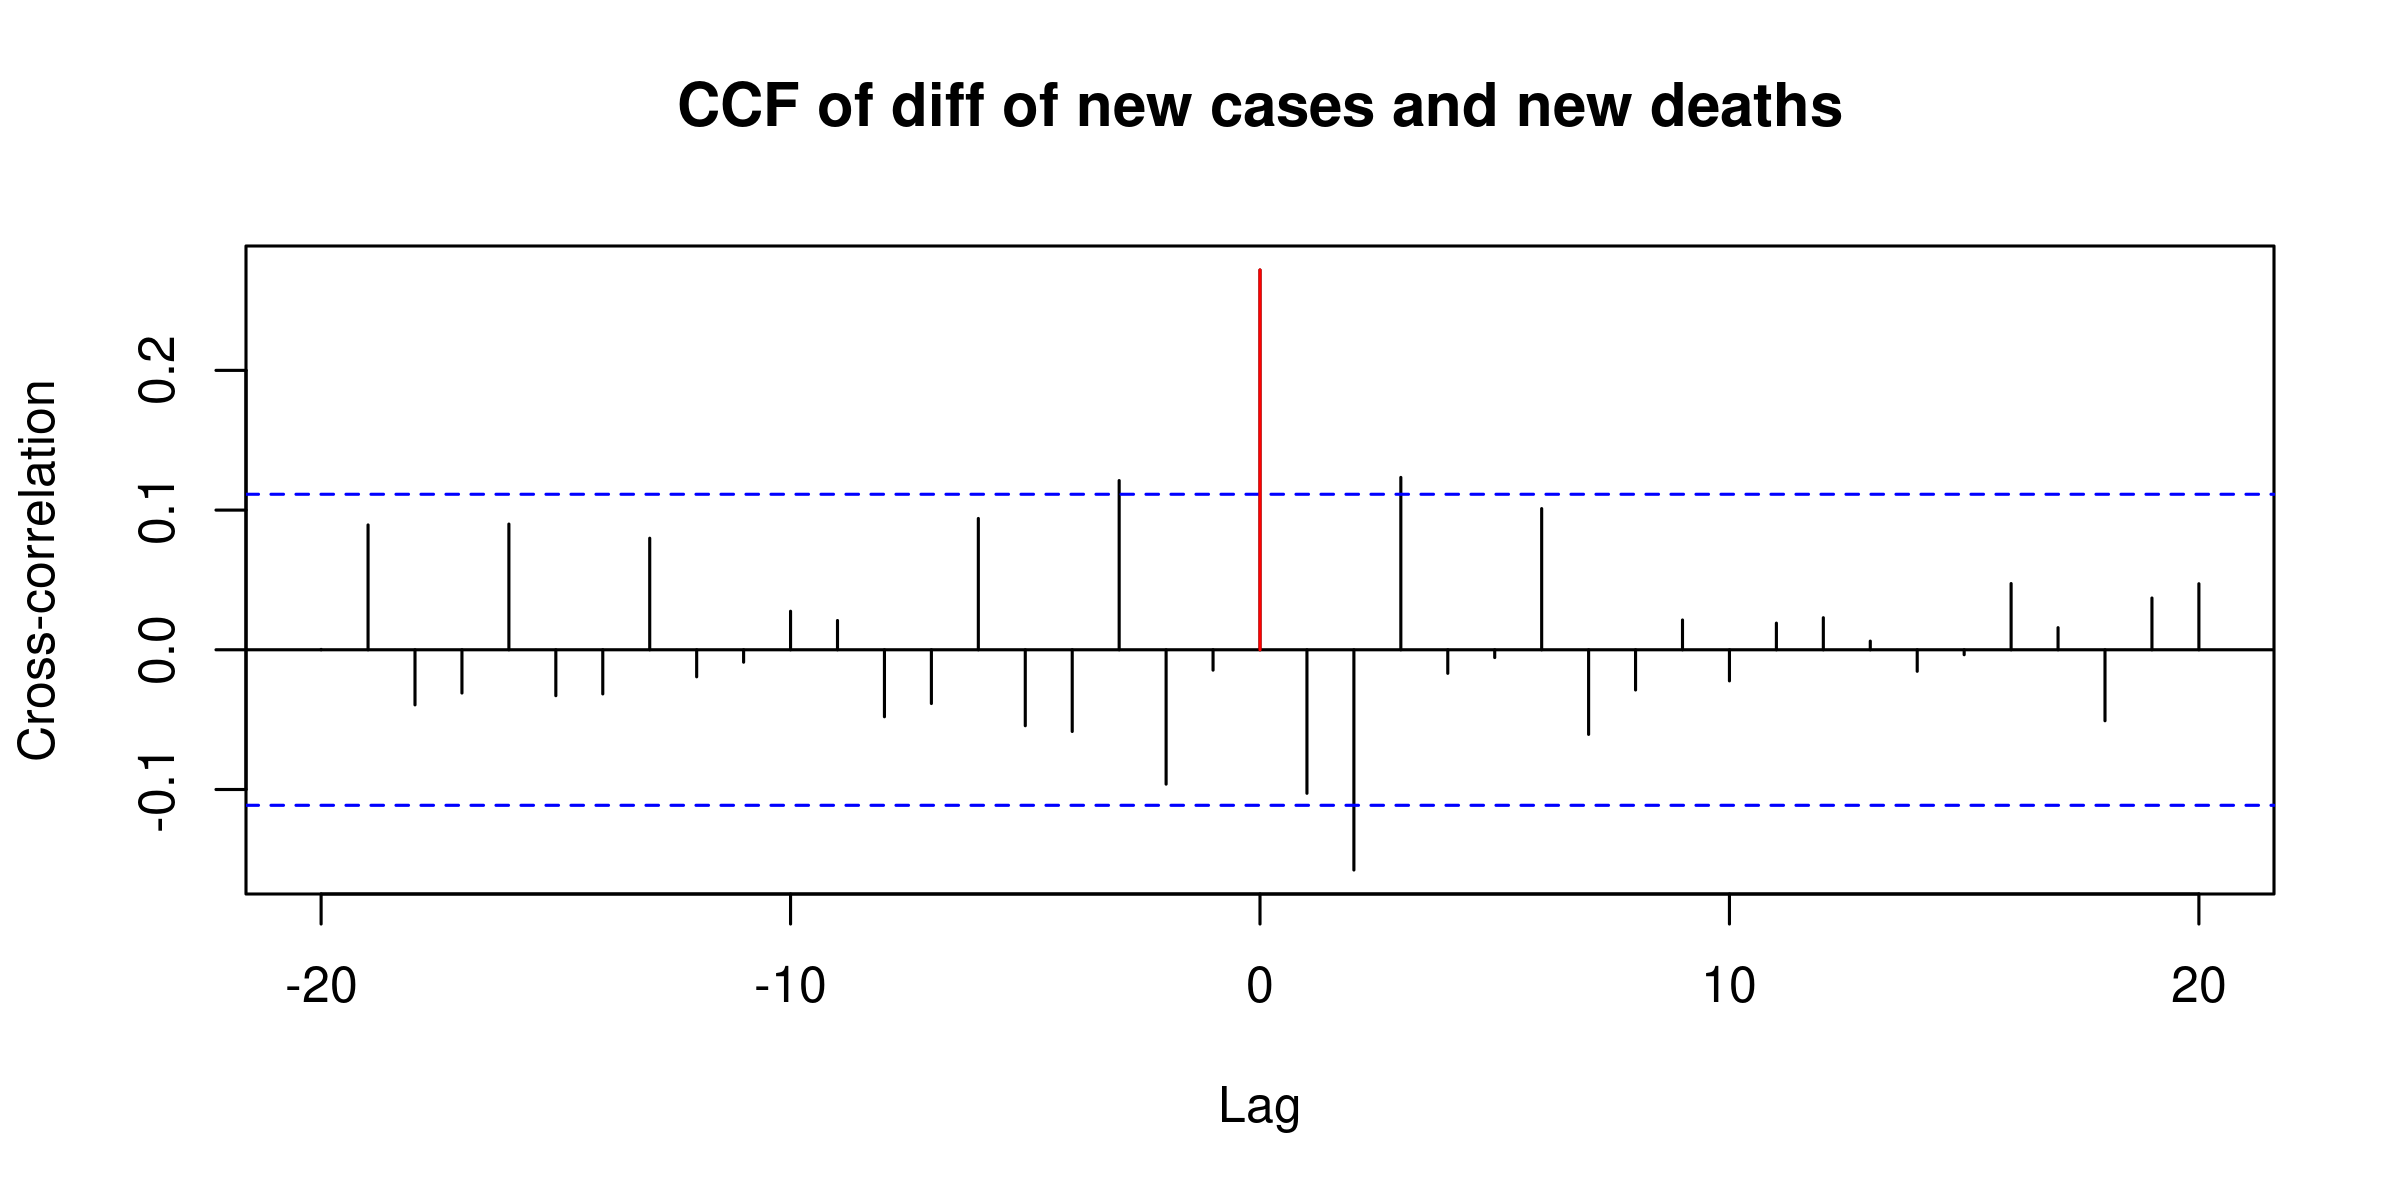 CCF of diff of new cases and new deaths
Cross-correlation
0.2
0.1
0.0
-0.1
-20 -10 0 10 20
Lag